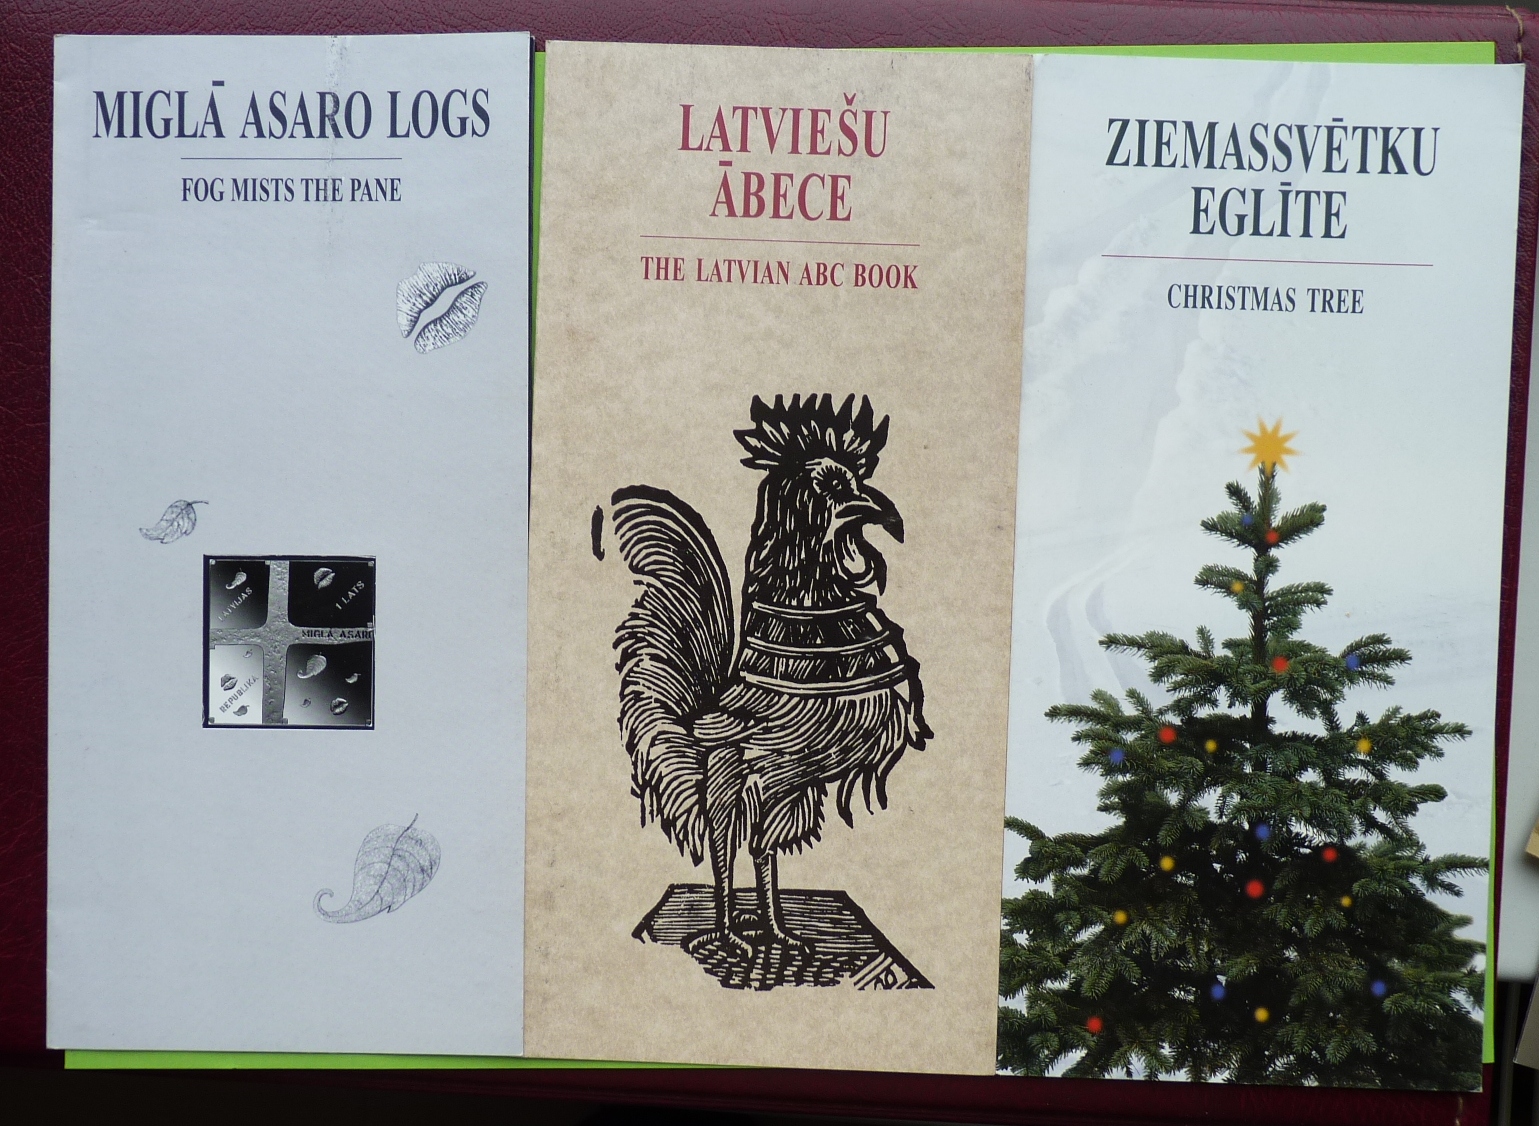 MIGLĀ ASARO LOGS
FOG MISTS THE PANE
LATVIJAS
1 LATS
MIGLĀ ASARO
REPUBLIKA
LATVIEŠU
ĀBECE
THE LATVIAN ABC BOOK
ZIEMASSVĒTKU
EGLĪTE
CHRISTMAS TREE